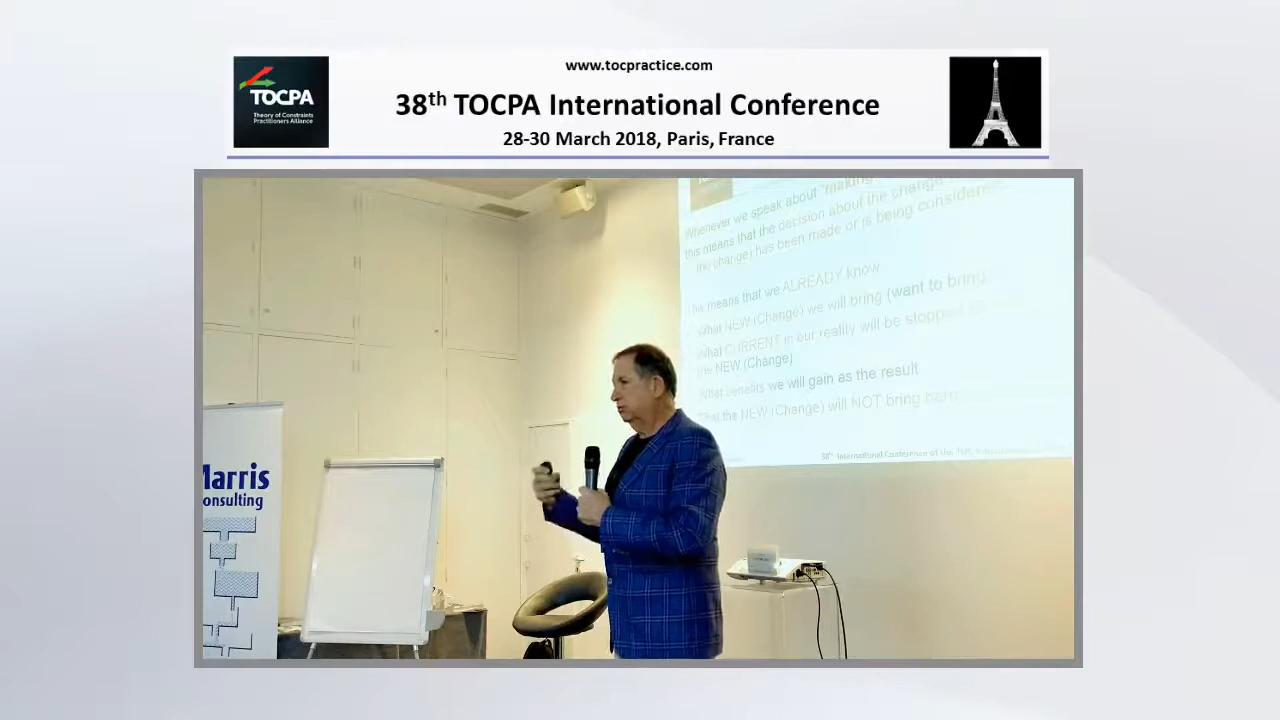 www.tocpractice.com
38th TOCPA International Conference
28-30 March 2018, Paris, France
TOCPA
Theory of Constraints
Practitioners Alliance
Whenever we speak about "making
this means that the decision about the change
the change) has been made or is being considered
This means that we ALREADY know
What NEW (Change) we will bring (want to bring
What CURRENT in our reality will be stopped
the NEW (Change)
What benefits we will gain as the result
That the NEW (Change) will NOT bring
38th International Conference of the
Marris
onsulting